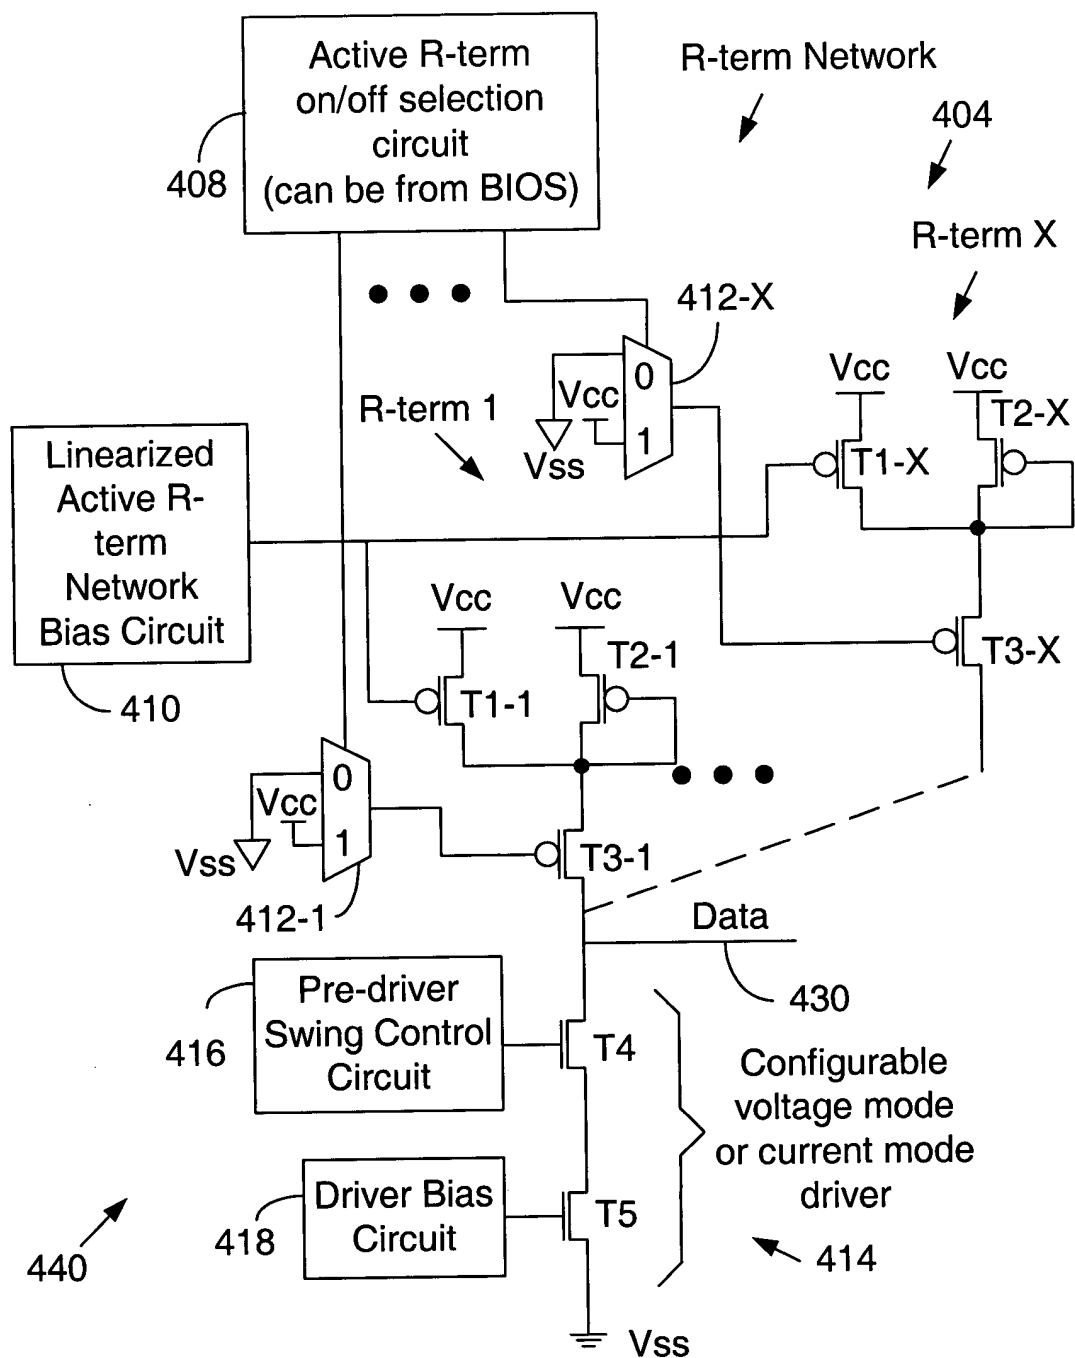 Active R-term
on/off selection
circuit
(can be from BIOS)
408
R-term Network
404
R-term X
412-X
0
Vcc
1
Vss
R-term 1
Vcc
Vcc
T1-X
T2-X
Linearized
Active R-
term
Network
Bias Circuit
410
Vcc
Vcc
T2-1
T1-1
T3-X
0
Vcc
1
Vss
412-1
T3-1
Data
430
Pre-driver
Swing Control
Circuit
416
T4
Configurable
voltage mode
or current mode
driver
Driver Bias
Circuit
418
T5
414
440
Vss